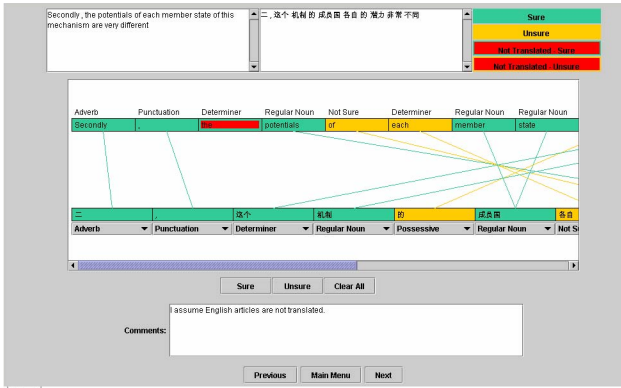 Secondly , the potentials of each member state of this
mechanism are very different
二 , 这个 机制 的 成员国 各自 的 潜力 非常 不同
Sure
Unsure
Not Translated - Sure
Not Translated - Unsure
Adverb Punctuation Determiner Regular Noun Not Sure Determiner Regular Noun Regular Noun
Secondly , the potentials of each member state
二 , 这个 机制 的 成员国 各自
Adverb Punctuation Determiner Regular Noun Possessive Regular Noun Not S
Sure Unsure Clear All
Comments:
I assume English articles are not translated.
Previous Main Menu Next